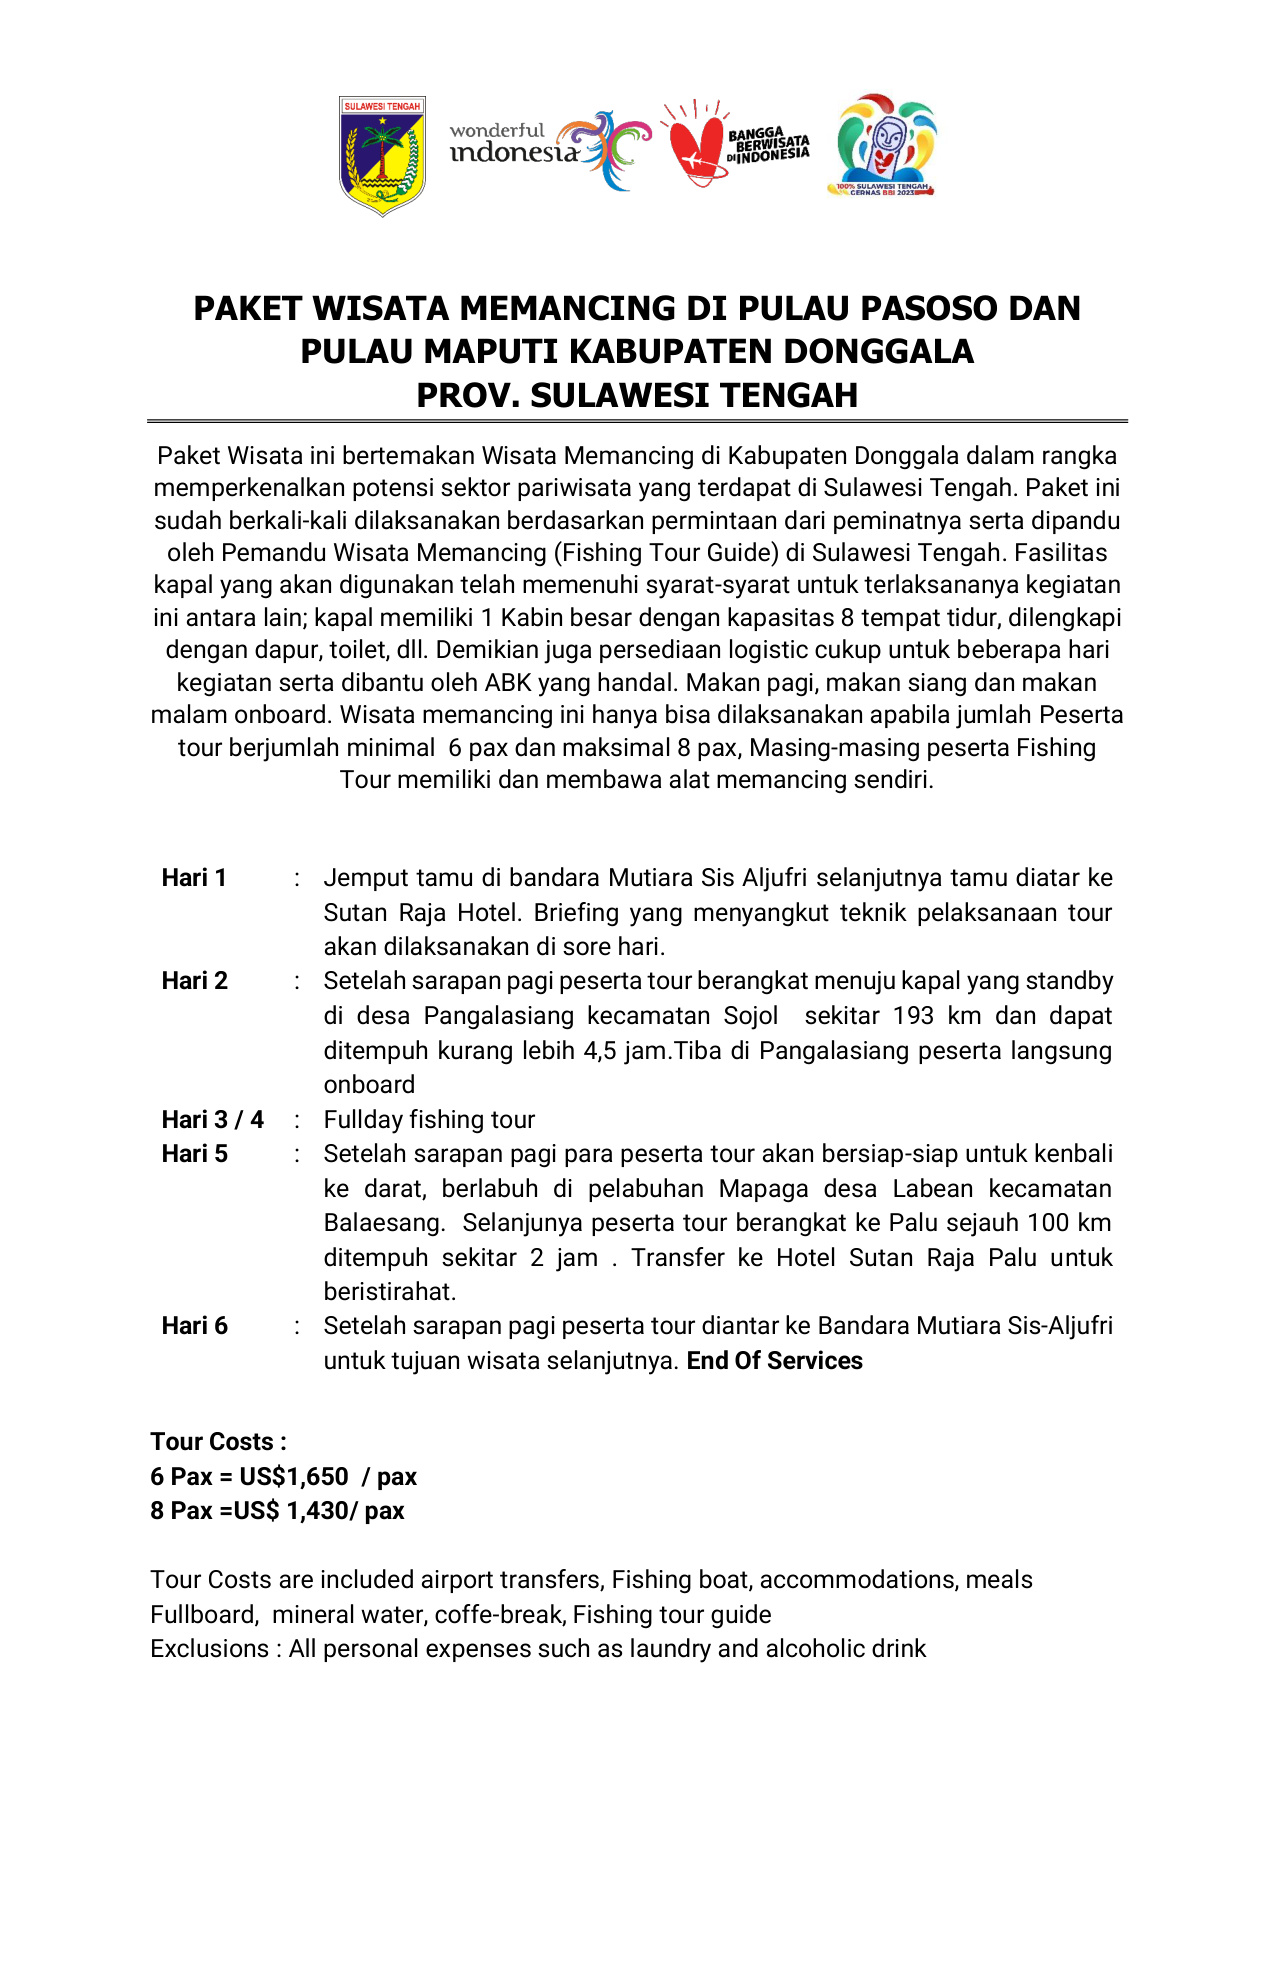 SULAWESI TENGAH
wonderful
indonesia
BANGGA
BERWISATA
DI INDONESIA
100% SULAWESI TENGAH
GERNAS BBI 2023
PAKET WISATA MEMANCING DI PULAU PASOSO DAN
PULAU MAPUTI KABUPATEN DONGGALA
PROV. SULAWESI TENGAH
Paket Wisata ini bertemakan Wisata Memancing di Kabupaten Donggala dalam rangka
memperkenalkan potensi sektor pariwisata yang terdapat di Sulawesi Tengah. Paket ini
sudah berkali-kali dilaksanakan berdasarkan permintaan dari peminatnya serta dipandu
oleh Pemandu Wisata Memancing (Fishing Tour Guide) di Sulawesi Tengah. Fasilitas
kapal yang akan digunakan telah memenuhi syarat-syarat untuk terlaksananya kegiatan
ini antara lain; kapal memiliki 1 Kabin besar dengan kapasitas 8 tempat tidur, dilengkapi
dengan dapur, toilet, dll. Demikian juga persediaan logistic cukup untuk beberapa hari
kegiatan serta dibantu oleh ABK yang handal. Makan pagi, makan siang dan makan
malam onboard. Wisata memancing ini hanya bisa dilaksanakan apabila jumlah Peserta
tour berjumlah minimal 6 pax dan maksimal 8 pax, Masing-masing peserta Fishing
Tour memiliki dan membawa alat memancing sendiri.
Hari 1 : Jemput tamu di bandara Mutiara Sis Aljufri selanjutnya tamu diatar ke
Sutan Raja Hotel. Briefing yang menyangkut teknik pelaksanaan tour
akan dilaksanakan di sore hari.
Hari 2 : Setelah sarapan pagi peserta tour berangkat menuju kapal yang standby
di desa Pangalasiang kecamatan Sojol sekitar 193 km dan dapat
ditempuh kurang lebih 4,5 jam.Tiba di Pangalasiang peserta langsung
onboard
Hari 3 / 4 : Fullday fishing tour
Hari 5 : Setelah sarapan pagi para peserta tour akan bersiap-siap untuk kenbali
ke darat, berlabuh di pelabuhan Mapaga desa Labean kecamatan
Balaesang. Selanjunya peserta tour berangkat ke Palu sejauh 100 km
ditempuh sekitar 2 jam . Transfer ke Hotel Sutan Raja Palu untuk
beristirahat.
Hari 6 : Setelah sarapan pagi peserta tour diantar ke Bandara Mutiara Sis-Aljufri
untuk tujuan wisata selanjutnya. End Of Services
Tour Costs :
6 Pax = US$1,650 / pax
8 Pax =US$ 1,430/ pax
Tour Costs are included airport transfers, Fishing boat, accommodations, meals
Fullboard, mineral water, coffe-break, Fishing tour guide
Exclusions : All personal expenses such as laundry and alcoholic drink